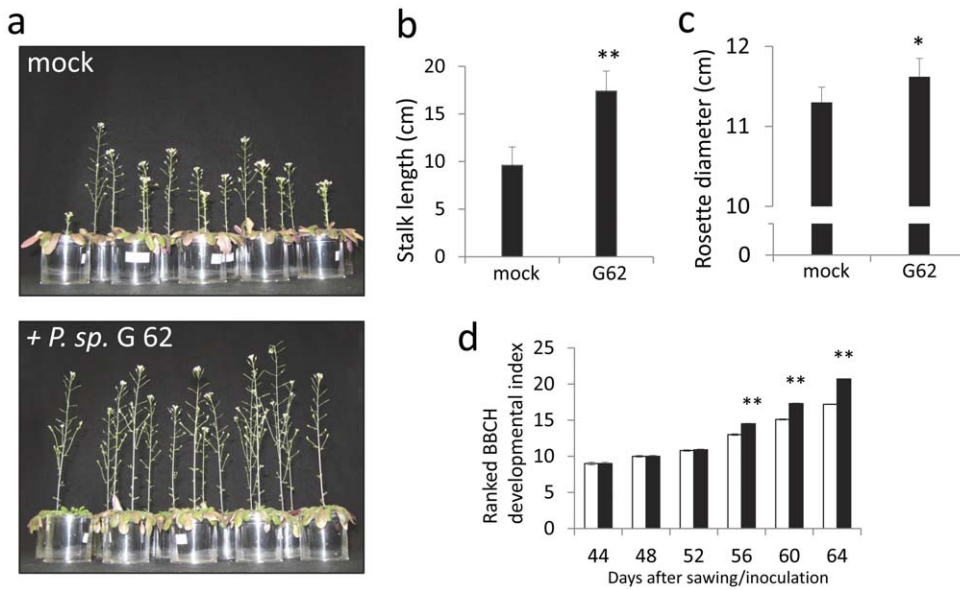 a
mock
+ P. sp. G 62
b
Stalk length (cm)
20
15
10
5
0
**
mock
G62
c
Rosette diameter (cm)
12
11
10
0
*
mock
G62
d
Ranked BBCH
developmental index
25
20
15
10
5
0
**
**
**
44 48 52 56 60 64
Days after sawing/inoculation